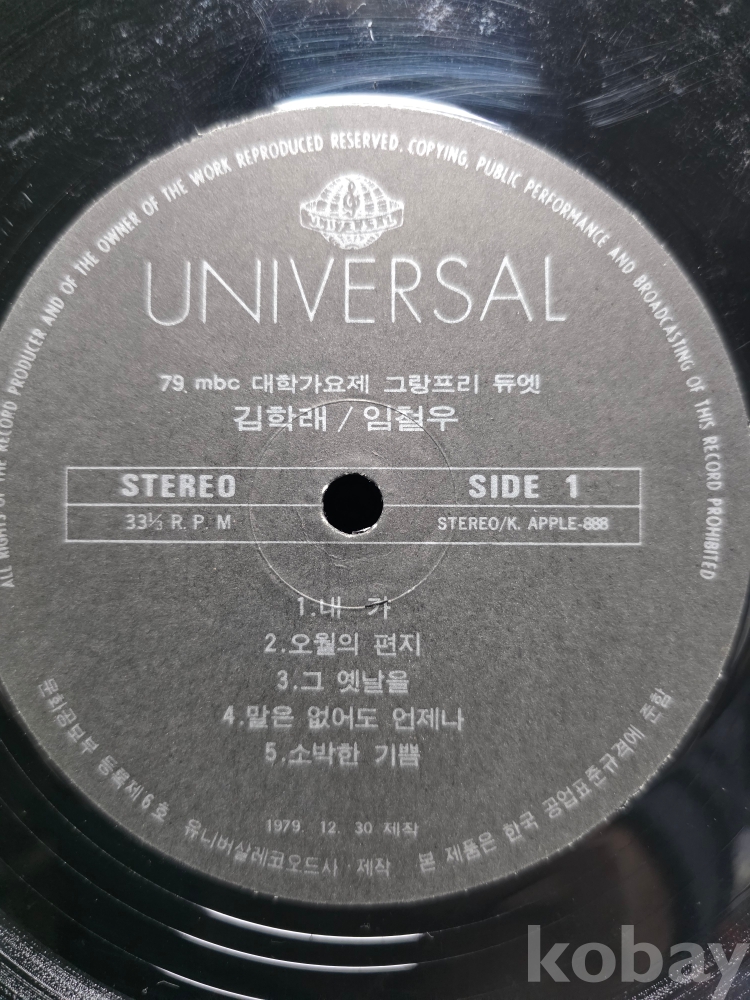 ALL RIGHTS OF THE RECORD PRODUCER AND OF THE OWNER OF THE WORK REPRODUCED RESERVED. COPYING, PUBLIC PERFORMANCE AND BROADCASTING OF THIS RECORD PROHIBITED
UNIVERSAL
UNIVERSAL
79. mbc 대학가요제 그랑프리 듀엣
김학래 / 임철우
STEREO SIDE 1
33⅓ R. P. M STEREO/K. APPLE-888
1.내 가
2.오월의 편지
3.그 옛날을
4.말은 없어도 언제나
5.소박한 기쁨
1979. 12. 30 제작
문화공보부 등록제6호 유니버살레코오드사·제작 본 제품은 한국 공업표준규격에 준함
kobay